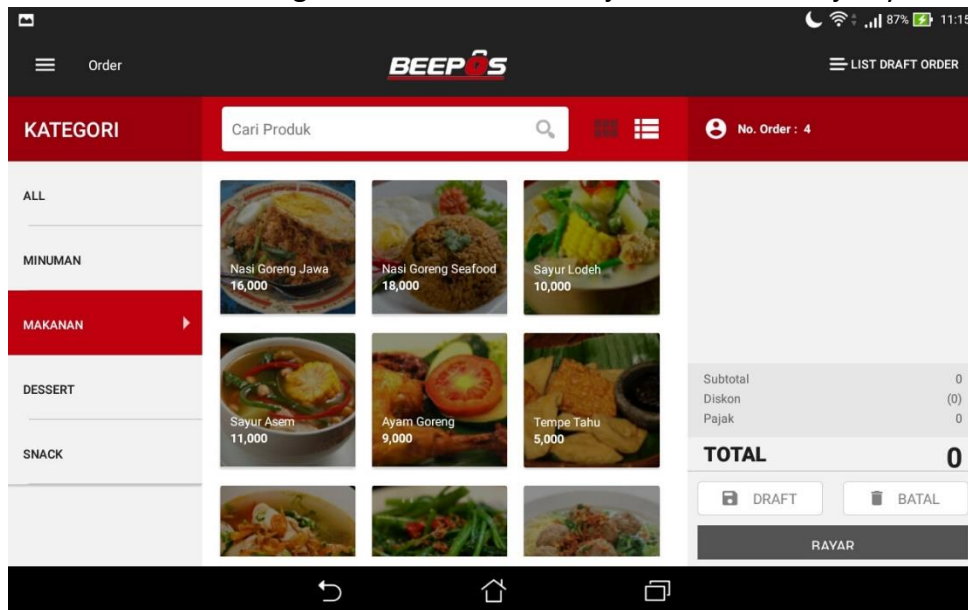 87% 11:15
Order
BEEPOS
LIST DRAFT ORDER
KATEGORI
Cari Produk
No. Order : 4
ALL
MINUMAN
MAKANAN
DESSERT
SNACK
Nasi Goreng Jawa
16,000
Nasi Goreng Seafood
18,000
Sayur Lodeh
10,000
Sayur Asem
11,000
Ayam Goreng
9,000
Tempe Tahu
5,000
Subtotal 0
Diskon (0)
Pajak 0
TOTAL 0
DRAFT
BATAL
BAYAR